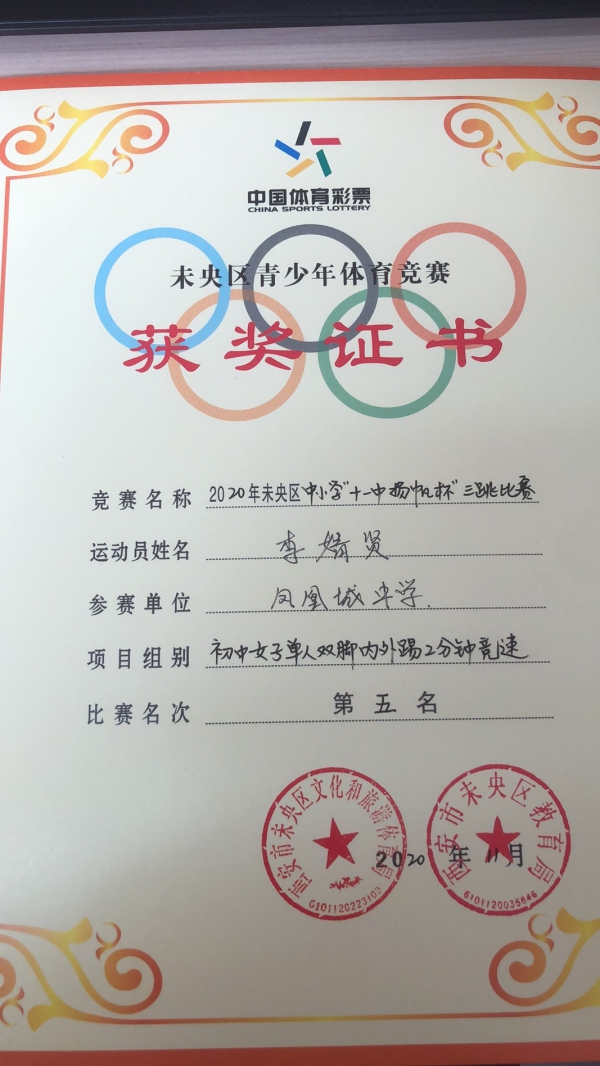 中国体育彩票
CHINA SPORTS LOTTERY
未央区青少年体育竞赛
获奖证书
竞赛名称 2020年未央区中小学"十一中扬帆杯"三跳比赛
运动员姓名 李婧贤
参赛单位 凤凰城中学.
项目组别 初中女子单人双脚内外踢2分钟竞速
比赛名次 第五名
西安市未央区文化和旅游体育局
西安市未央区教育局
2020年11月
G101120223102
6101120035646